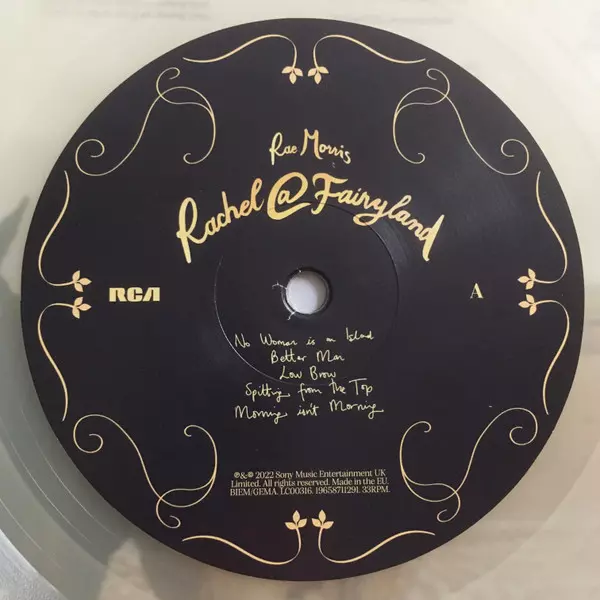 Rae Morris
Rachel @ Fairyland
RCA
A
No Woman is an Island
Better Man
Low Brow
Spitting from the Top
Morning isn't Morning
℗&© 2022 Sony Music Entertainment UK
Limited. All rights reserved. Made in the EU.
BIEM/GEMA. LC00316. 19658711291. 33RPM.